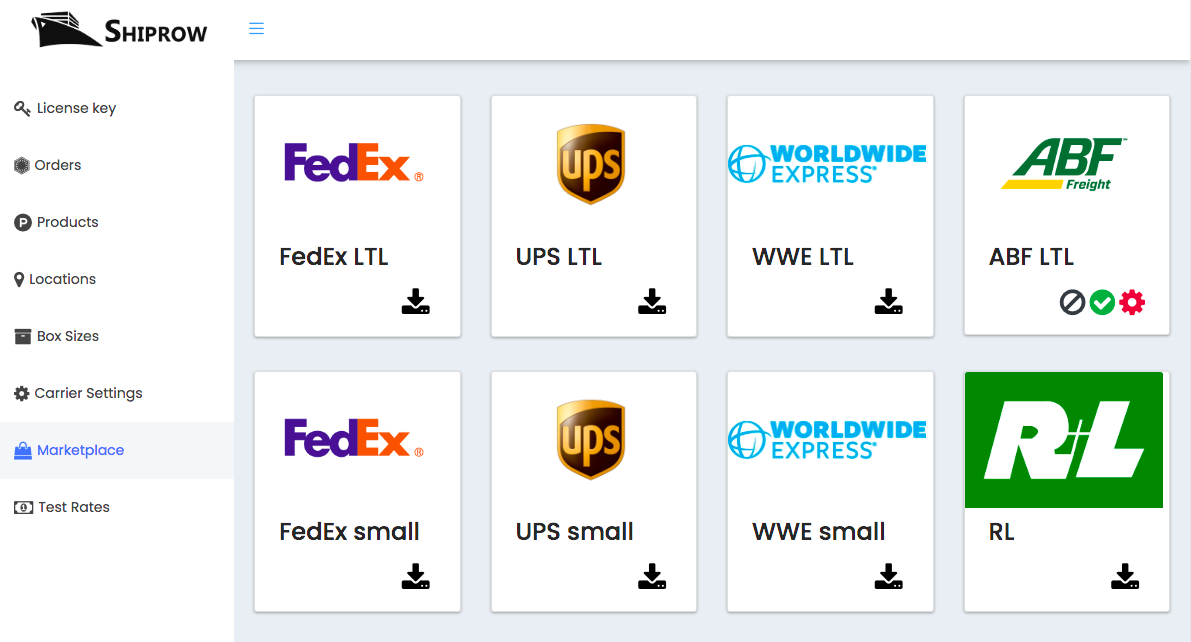 SHIPROW
License key
Orders
Products
Locations
Box Sizes
Carrier Settings
Marketplace
Test Rates
FedEx®
FedEx LTL
ups
UPS LTL
WORLDWIDE
EXPRESS®
WWE LTL
ABF™
Freight
ABF LTL
FedEx®
FedEx small
ups
UPS small
WORLDWIDE
EXPRESS®
WWE small
R+L
RL